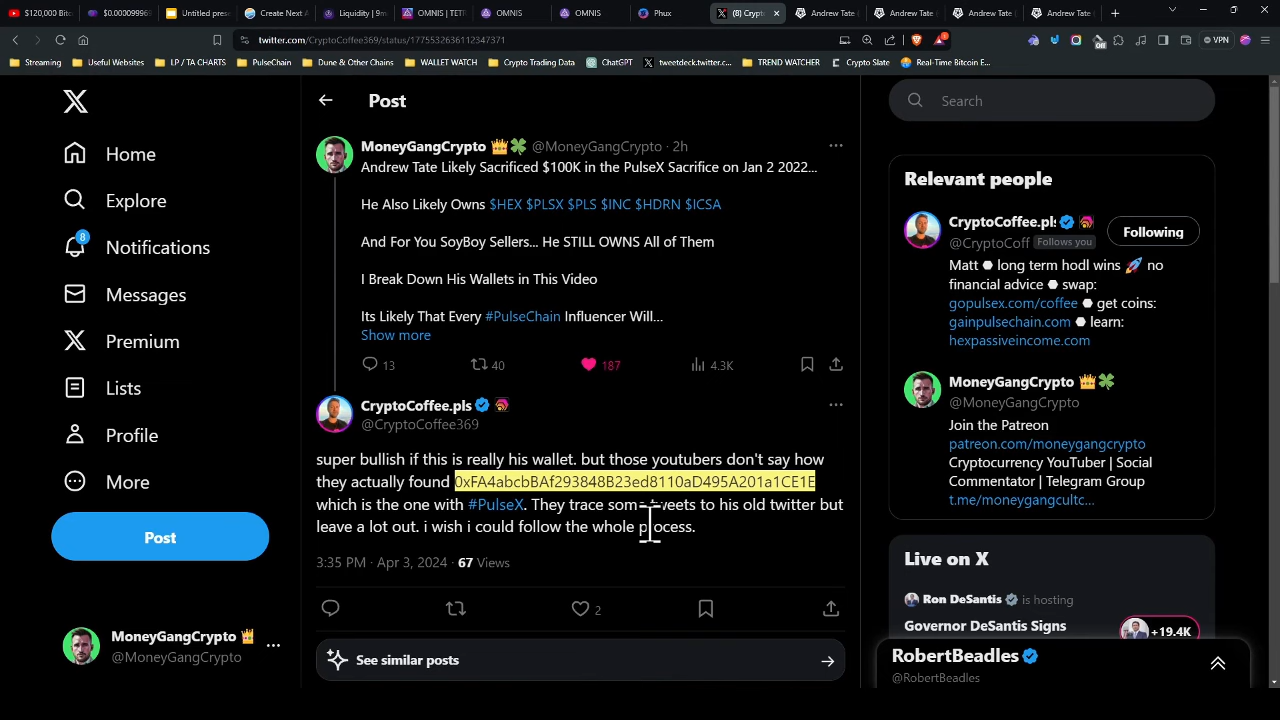 $120,000 Bitc
$0.000099969
Untitled prese
Create Next A
Liquidity | 9m
OMNIS | TETR
OMNIS
OMNIS
Phux
(8) Crypto
Andrew Tate (
Andrew Tate (
Andrew Tate (
Andrew Tate (
twitter.com/CryptoCoffee369/status/1775532636112347371
VPN
Streaming
Useful Websites
LP / TA CHARTS
PulseChain
Dune & Other Chains
WALLET WATCH
Crypto Trading Data
ChatGPT
tweetdeck.twitter.c...
TREND WATCHER
Crypto Slate
Real-Time Bitcoin E...
Home
Explore
8
Notifications
Messages
Premium
Lists
Profile
More
Post
MoneyGangCrypto
@MoneyGangCrypto
Post
MoneyGangCrypto @MoneyGangCrypto · 2h
Andrew Tate Likely Sacrificed $100K in the PulseX Sacrifice on Jan 2 2022...
He Also Likely Owns $HEX $PLSX $PLS $INC $HDRN $ICSA
And For You SoyBoy Sellers... He STILL OWNS All of Them
I Break Down His Wallets in This Video
Its Likely That Every #PulseChain Influencer Will...
Show more
13 40 187 4.3K
CryptoCoffee.pls
@CryptoCoffee369
super bullish if this is really his wallet. but those youtubers don't say how
they actually found 0xFA4abcbBAf293848B23ed8110aD495A201a1CE1E
which is the one with #PulseX. They trace som tweets to his old twitter but
leave a lot out. i wish i could follow the whole process.
3:35 PM · Apr 3, 2024 · 67 Views
2
See similar posts
Search
Relevant people
CryptoCoffee.pls
@CryptoCoff Follows you
Following
Matt long term hodl wins no
financial advice swap:
gopulsex.com/coffee get coins:
gainpulsechain.com learn:
hexpassiveincome.com
MoneyGangCrypto
@MoneyGangCrypto
Join the Patreon
patreon.com/moneygangcrypto
Cryptocurrency YouTuber | Social
Commentator | Telegram Group
t.me/moneygangcultc...
Live on X
Ron DeSantis is hosting
Governor DeSantis Signs
+19.4K
RobertBeadles
@RobertBeadles